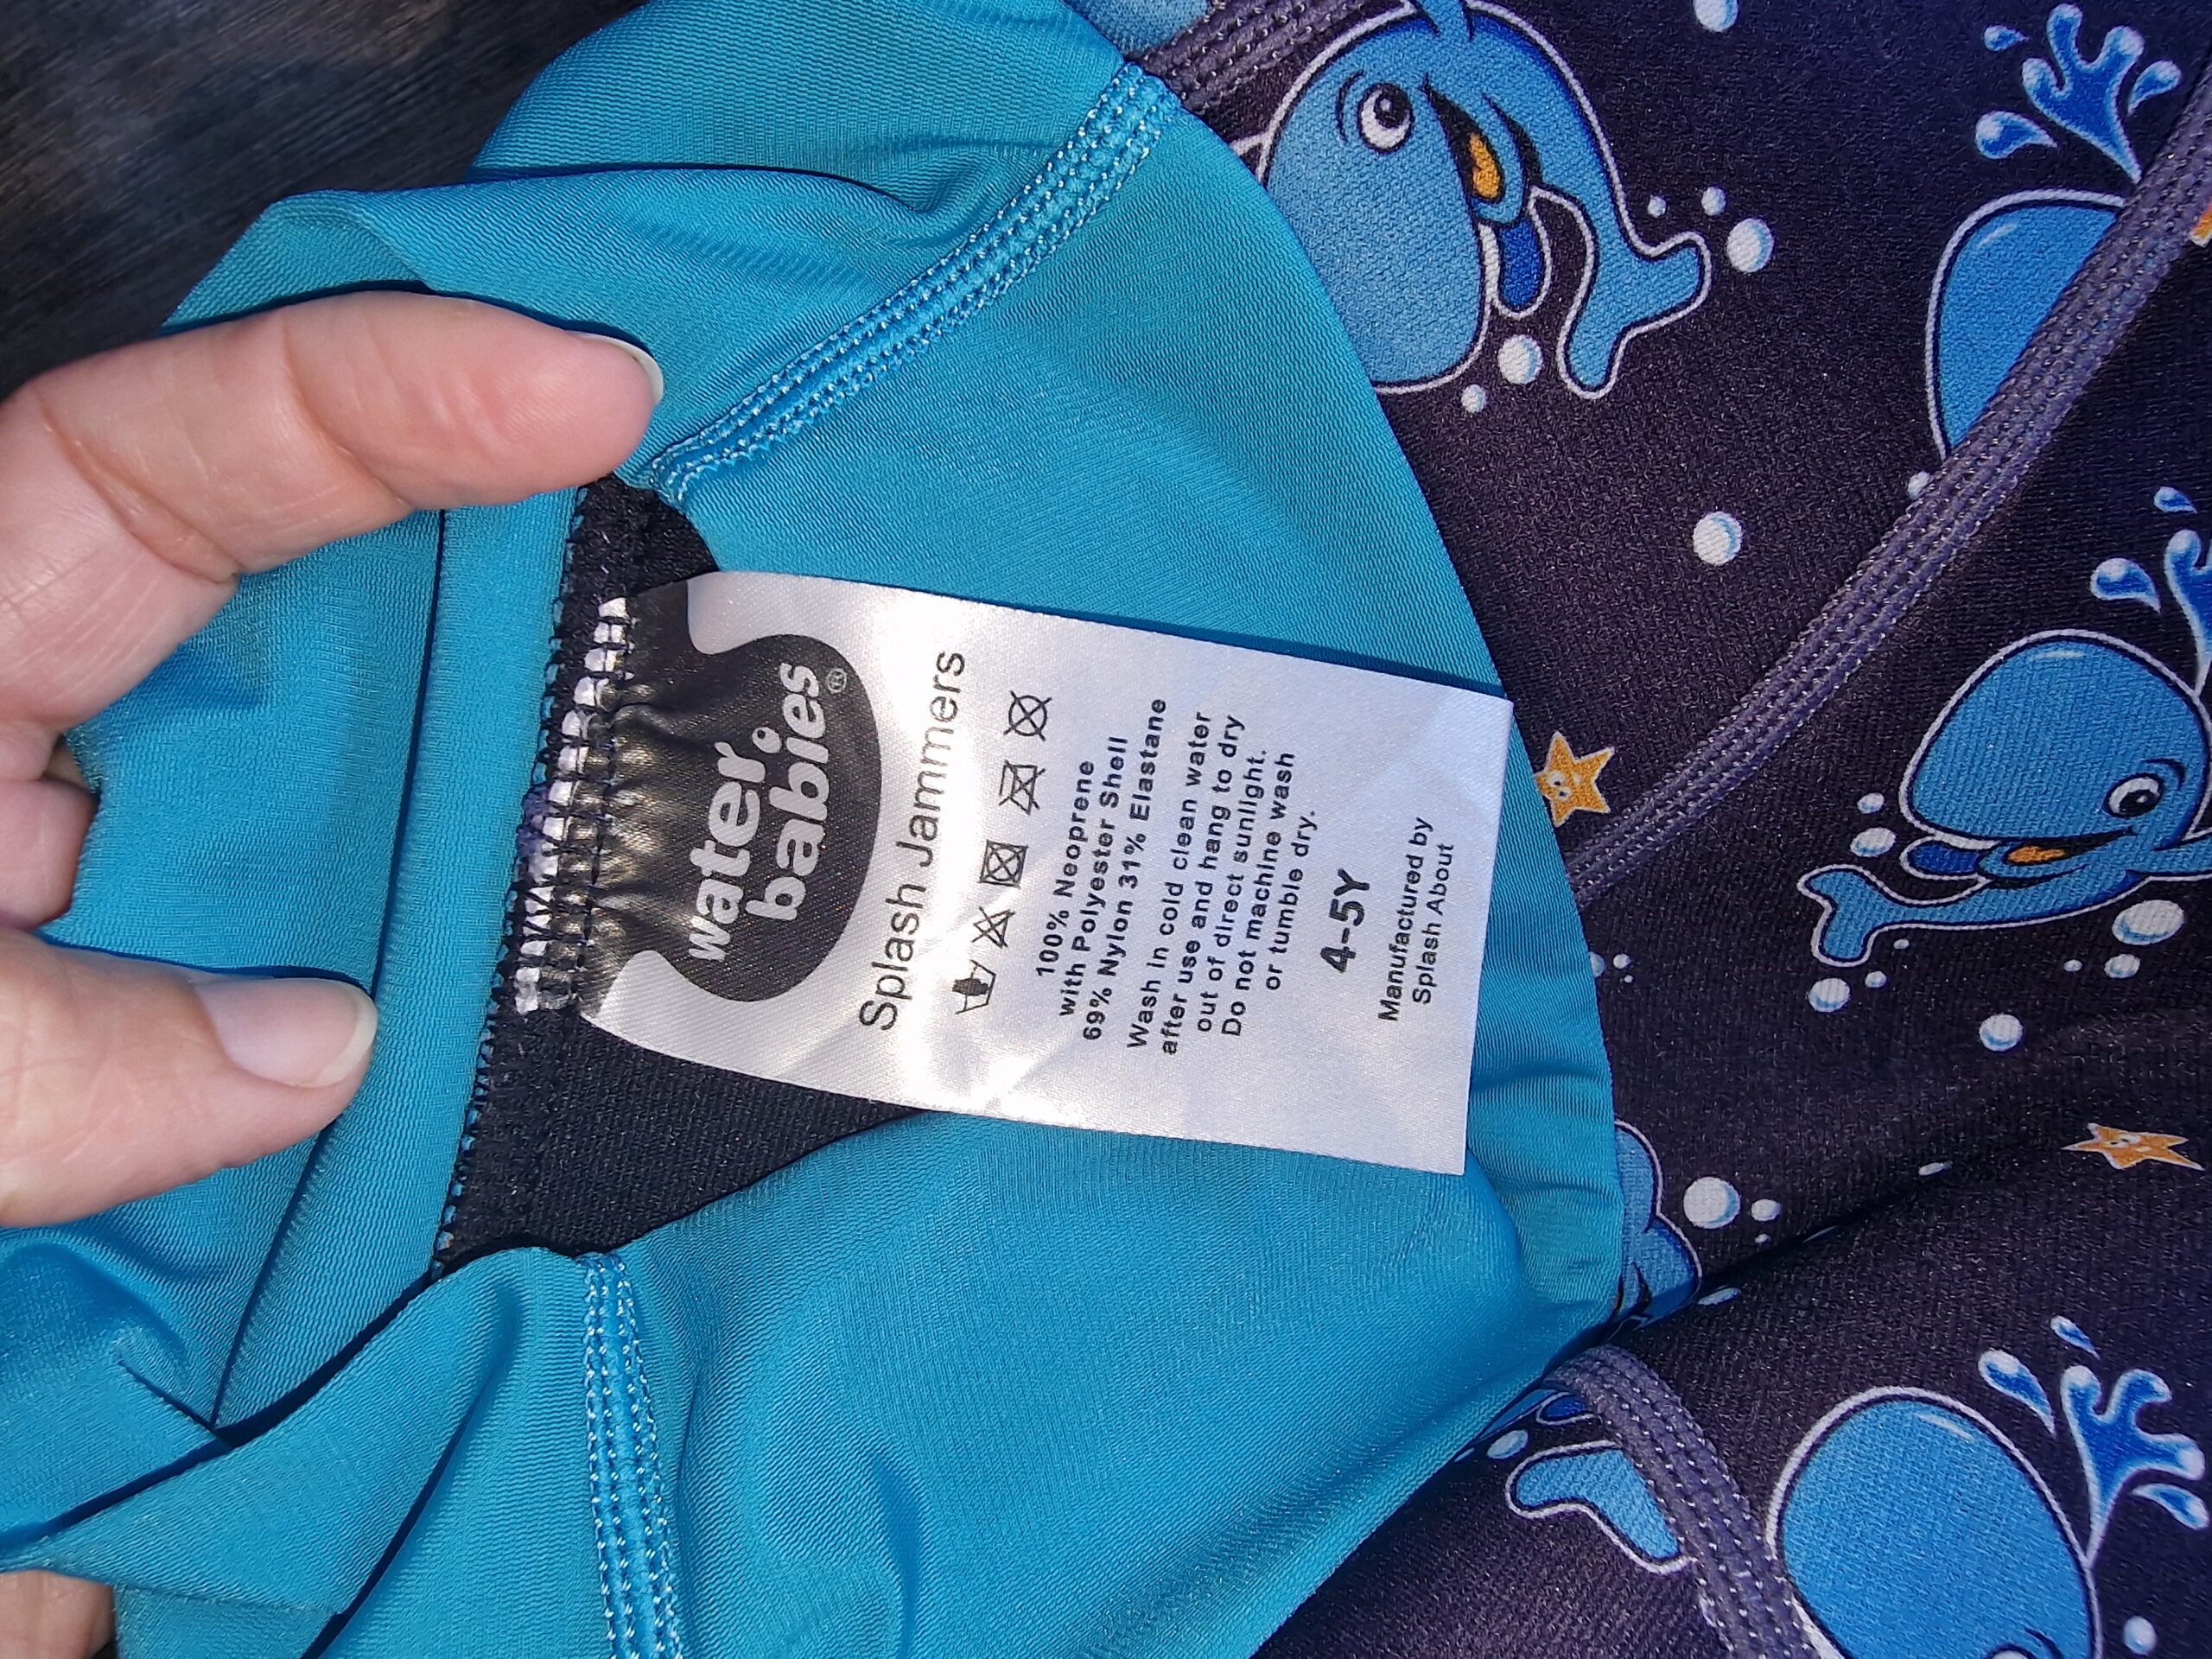 water
babies®
Splash Jammers
100% Neoprene
with Polyester Shell
69% Nylon 31% Elastane
Wash in cold clean water
after use and hang to dry
out of direct sunlight.
Do not machine wash
or tumble dry.
4-5Y
Manufactured by
Splash About